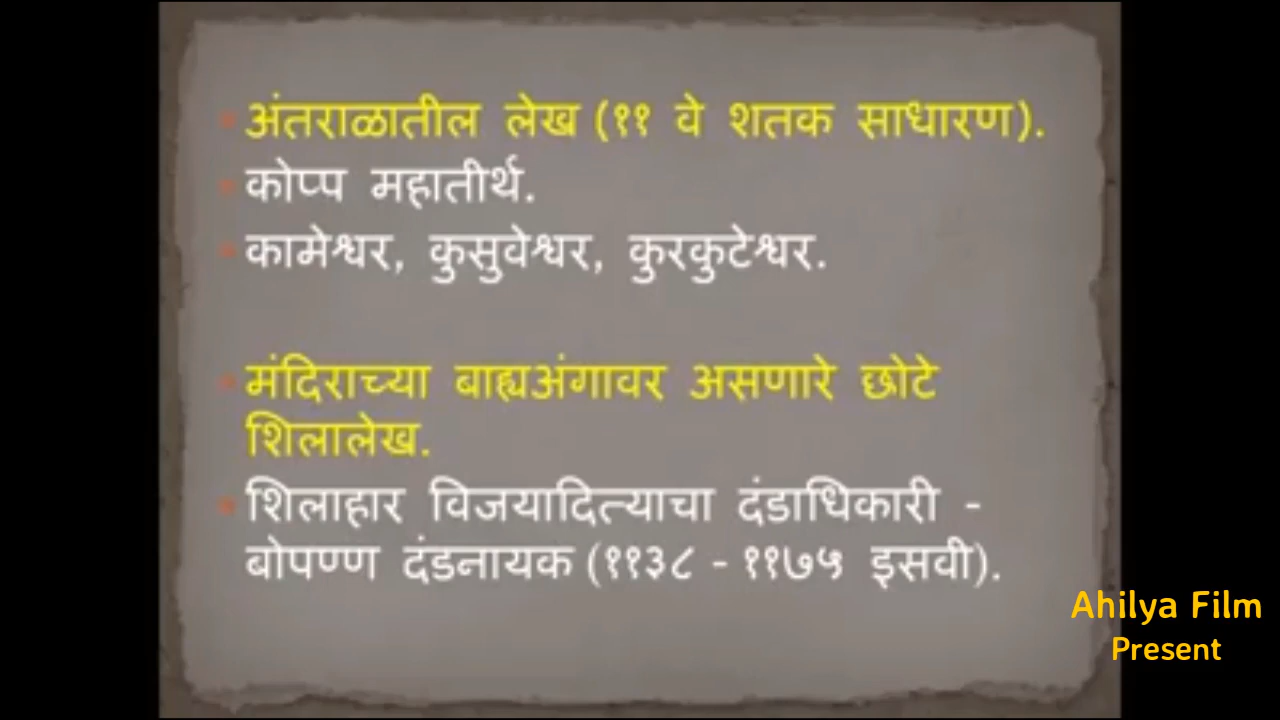 अंतराळातील लेख (११ वे शतक साधारण).
कोप्प महातीर्थ.
कामेश्वर, कुसुवेश्वर, कुरकुटेश्वर.
मंदिराच्या बाह्यअंगावर असणारे छोटे
शिलालेख.
शिलाहार विजयादित्याचा दंडाधिकारी -
बोपण्ण दंडनायक (११३८ - ११७५ इसवी).
Ahilya Film
Present